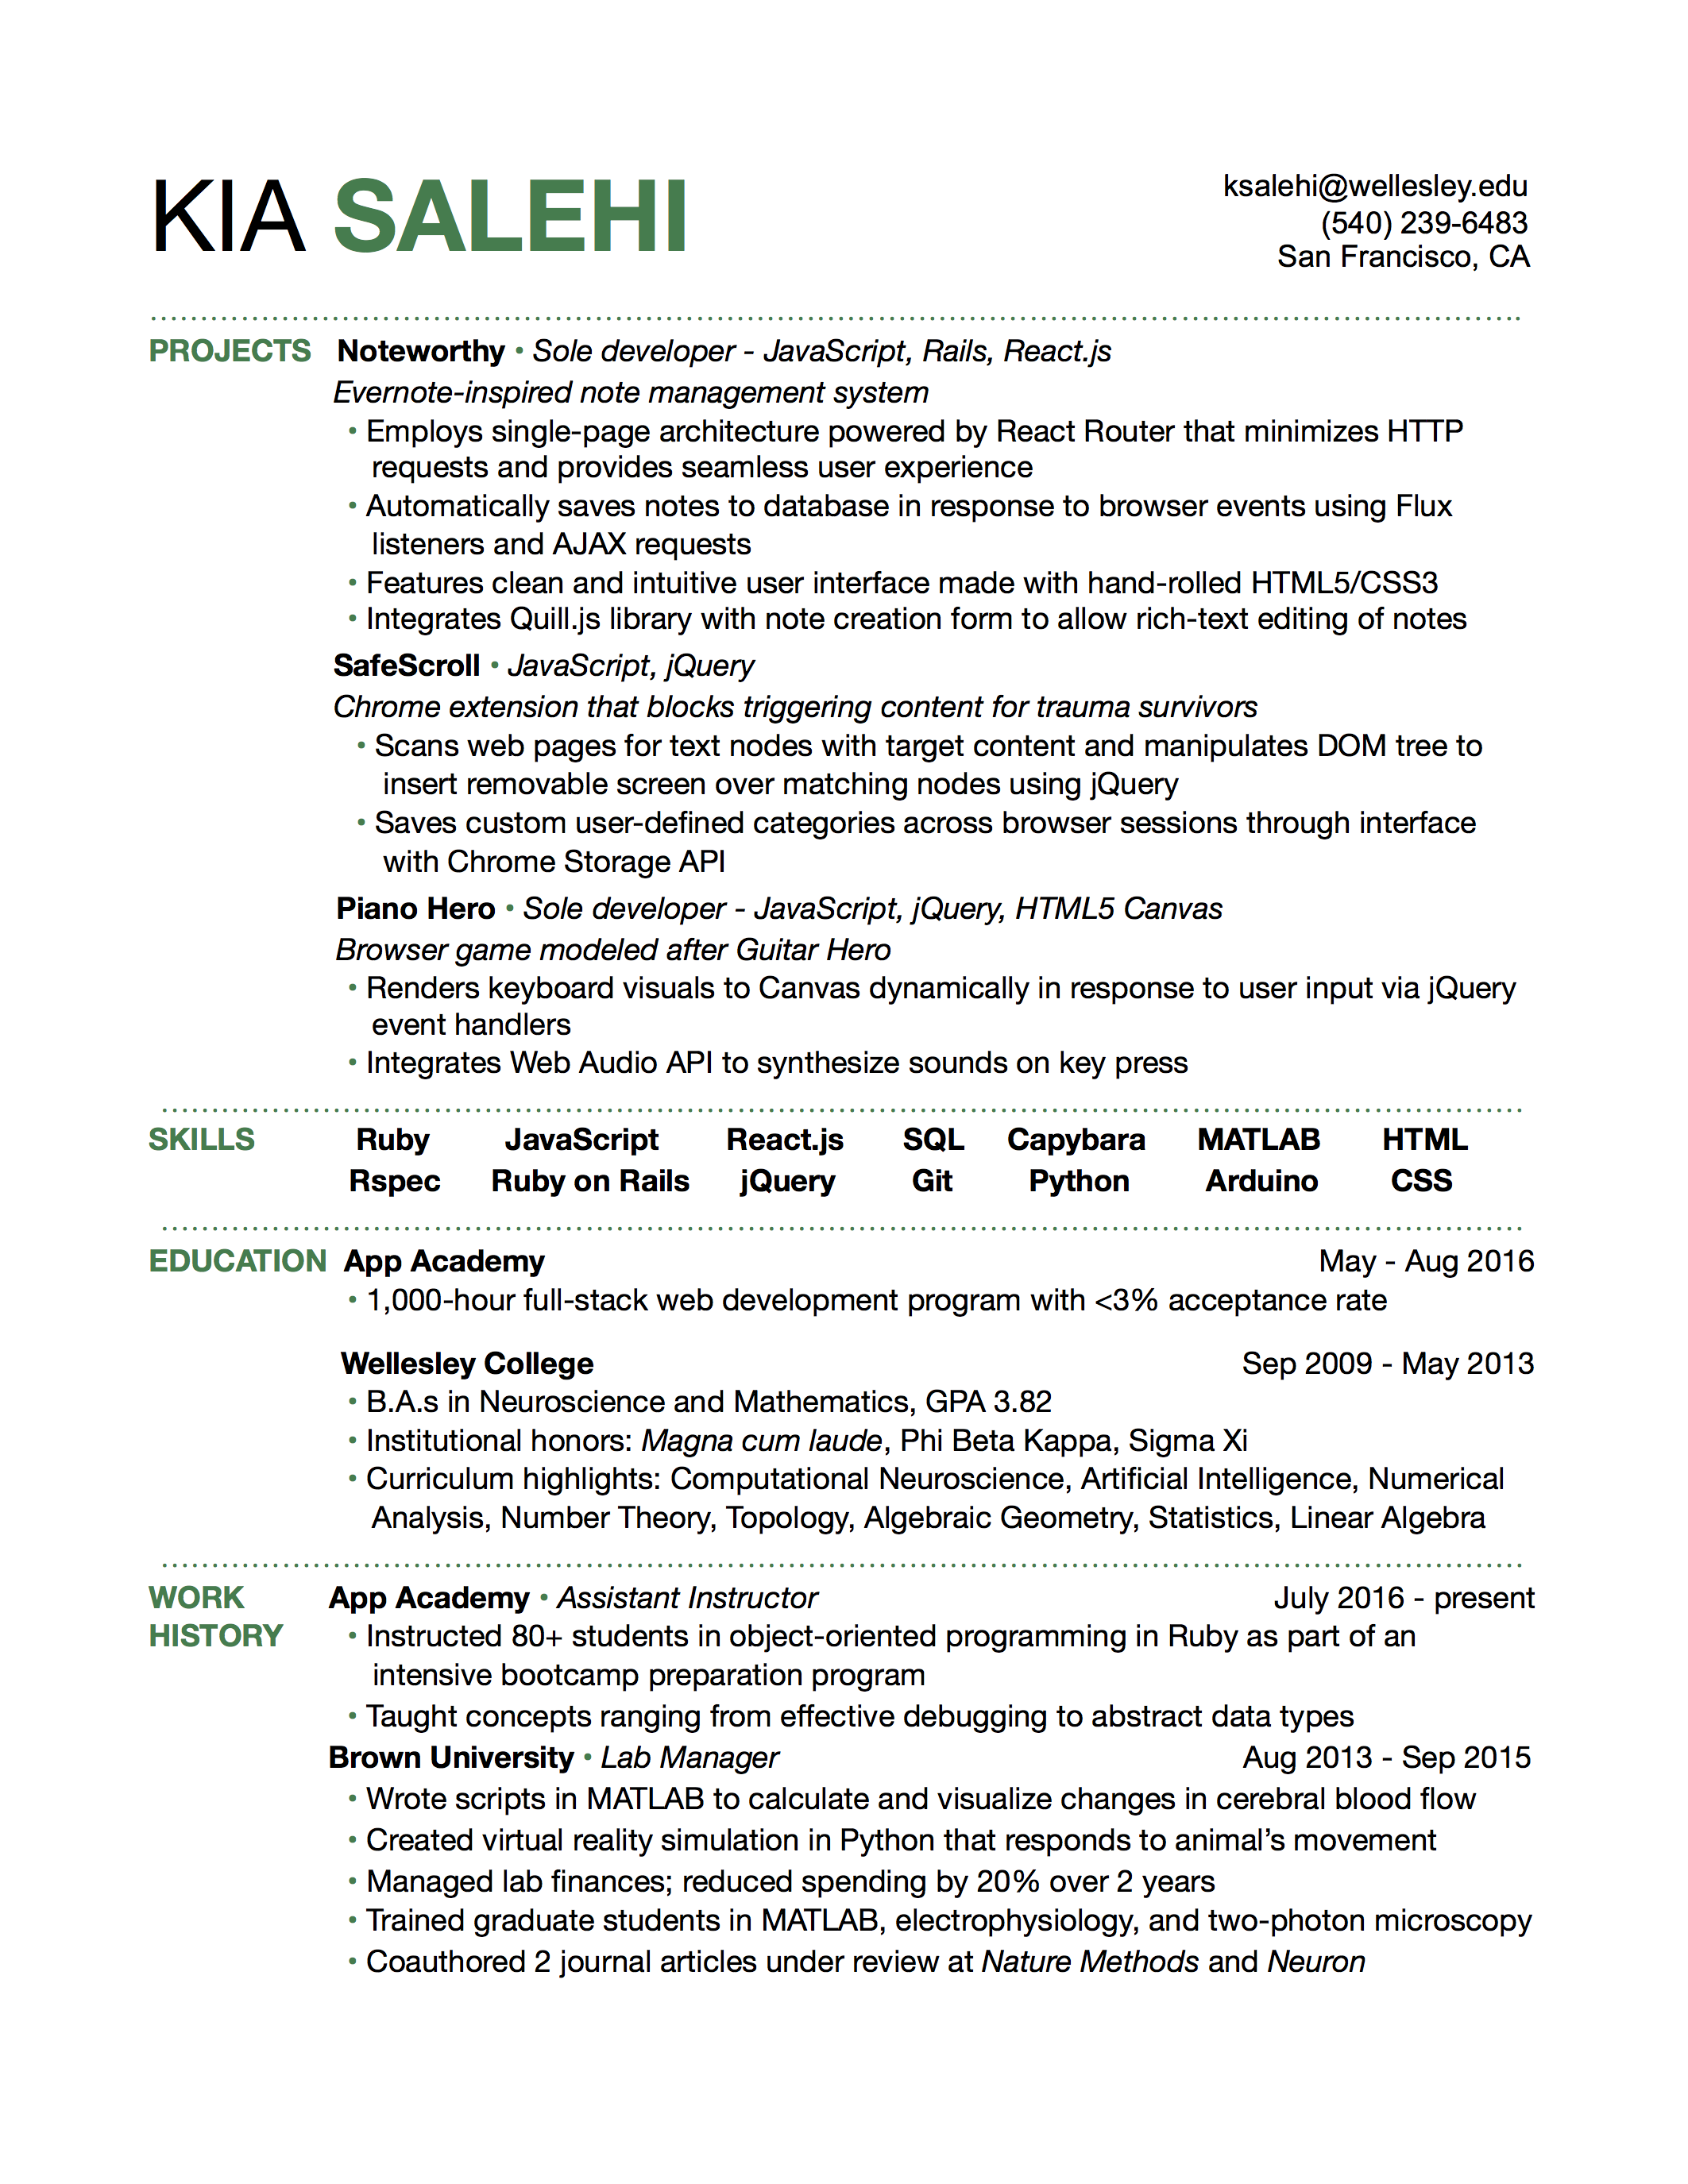 KIA SALEHI
ksalehi@wellesley.edu
(540) 239-6483
San Francisco, CA
PROJECTS
Noteworthy • Sole developer - JavaScript, Rails, React.js
Evernote-inspired note management system
• Employs single-page architecture powered by React Router that minimizes HTTP
requests and provides seamless user experience
• Automatically saves notes to database in response to browser events using Flux
listeners and AJAX requests
• Features clean and intuitive user interface made with hand-rolled HTML5/CSS3
• Integrates Quill.js library with note creation form to allow rich-text editing of notes
SafeScroll • JavaScript, jQuery
Chrome extension that blocks triggering content for trauma survivors
• Scans web pages for text nodes with target content and manipulates DOM tree to
insert removable screen over matching nodes using jQuery
• Saves custom user-defined categories across browser sessions through interface
with Chrome Storage API
Piano Hero • Sole developer - JavaScript, jQuery, HTML5 Canvas
Browser game modeled after Guitar Hero
• Renders keyboard visuals to Canvas dynamically in response to user input via jQuery
event handlers
• Integrates Web Audio API to synthesize sounds on key press
SKILLS
Ruby JavaScript React.js SQL Capybara MATLAB HTML
Rspec Ruby on Rails jQuery Git Python Arduino CSS
EDUCATION
App Academy May - Aug 2016
• 1,000-hour full-stack web development program with <3% acceptance rate
Wellesley College Sep 2009 - May 2013
• B.A.s in Neuroscience and Mathematics, GPA 3.82
• Institutional honors: Magna cum laude, Phi Beta Kappa, Sigma Xi
• Curriculum highlights: Computational Neuroscience, Artificial Intelligence, Numerical
Analysis, Number Theory, Topology, Algebraic Geometry, Statistics, Linear Algebra
WORK
HISTORY
App Academy • Assistant Instructor July 2016 - present
• Instructed 80+ students in object-oriented programming in Ruby as part of an
intensive bootcamp preparation program
• Taught concepts ranging from effective debugging to abstract data types
Brown University • Lab Manager Aug 2013 - Sep 2015
• Wrote scripts in MATLAB to calculate and visualize changes in cerebral blood flow
• Created virtual reality simulation in Python that responds to animal’s movement
• Managed lab finances; reduced spending by 20% over 2 years
• Trained graduate students in MATLAB, electrophysiology, and two-photon microscopy
• Coauthored 2 journal articles under review at Nature Methods and Neuron